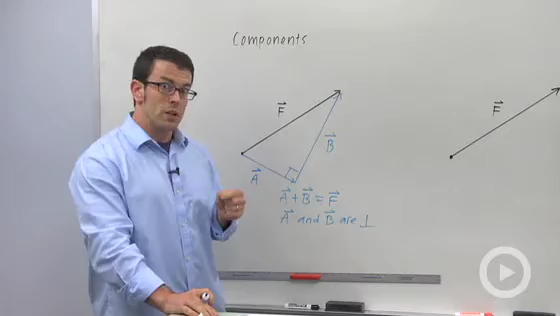 Components
F⃗
F⃗
B⃗
A⃗
A⃗ + B⃗ = F⃗
A⃗ and B⃗ are ⊥